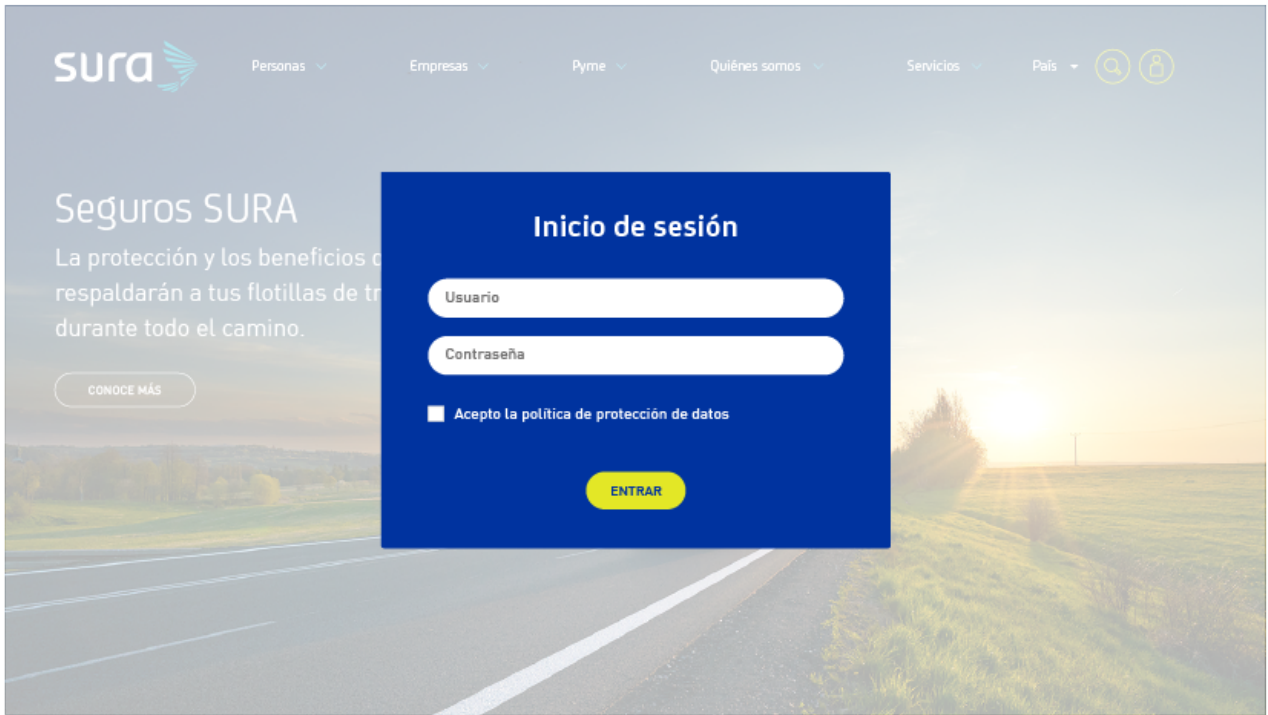 sura
Personas
Empresas
Pyme
Quiénes somos
Servicios
País
Seguros SURA
La protección y los beneficios
respaldarán a tus flotillas de
durante todo el camino.
CONOCE MÁS
Inicio de sesión
Usuario
Contraseña
Acepto la política de protección de datos
ENTRAR